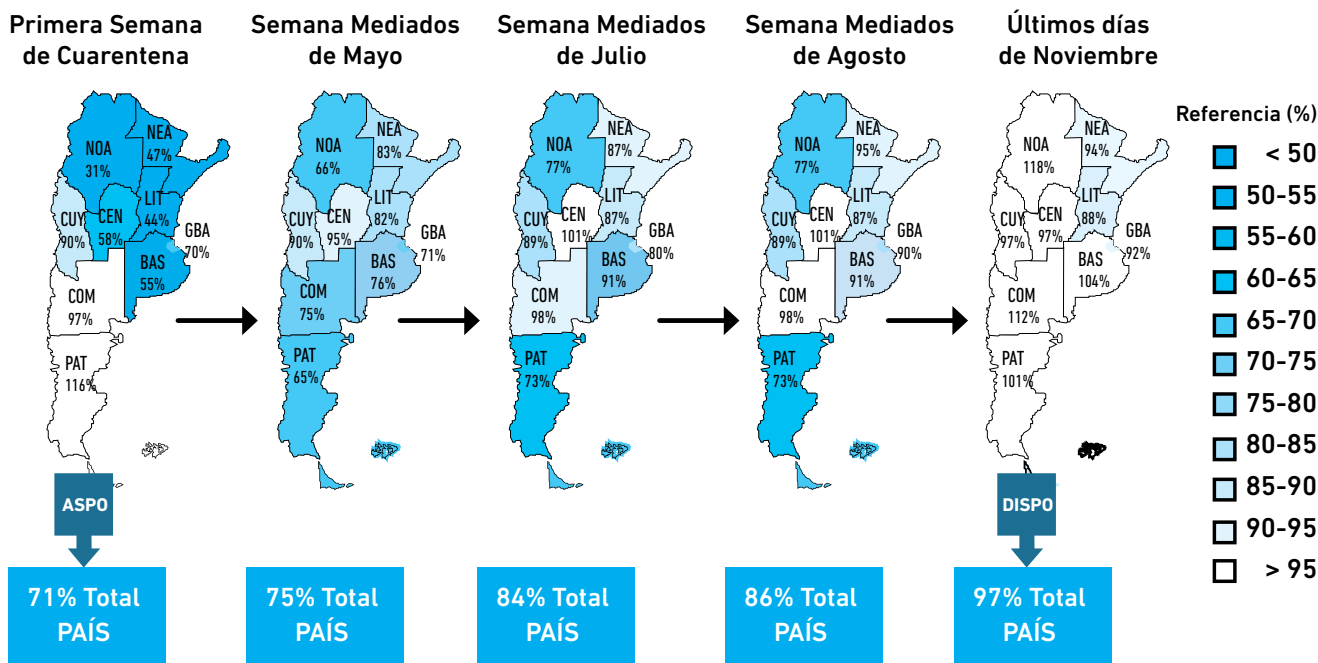 Primera Semana
de Cuarentena
NOA
31%
NEA
47%
CUY
90%
CEN
58%
LIT
44%
GBA
70%
BAS
55%
COM
97%
PAT
116%
ASPO
71% Total
PAÍS
Semana Mediados
de Mayo
NOA
66%
NEA
83%
CUY
90%
CEN
95%
LIT
82%
GBA
71%
BAS
76%
COM
75%
PAT
65%
75% Total
PAÍS
Semana Mediados
de Julio
NOA
77%
NEA
87%
CUY
89%
CEN
101%
LIT
87%
GBA
80%
BAS
91%
COM
98%
PAT
73%
84% Total
PAÍS
Semana Mediados
de Agosto
NOA
77%
NEA
95%
CUY
89%
CEN
101%
LIT
87%
GBA
90%
BAS
91%
COM
98%
PAT
73%
86% Total
PAÍS
Últimos días
de Noviembre
NOA
118%
NEA
94%
CUY
97%
CEN
97%
LIT
88%
GBA
92%
BAS
104%
COM
112%
PAT
101%
DISPO
97% Total
PAÍS
Referencia (%)
< 50
50-55
55-60
60-65
65-70
70-75
75-80
80-85
85-90
90-95
> 95